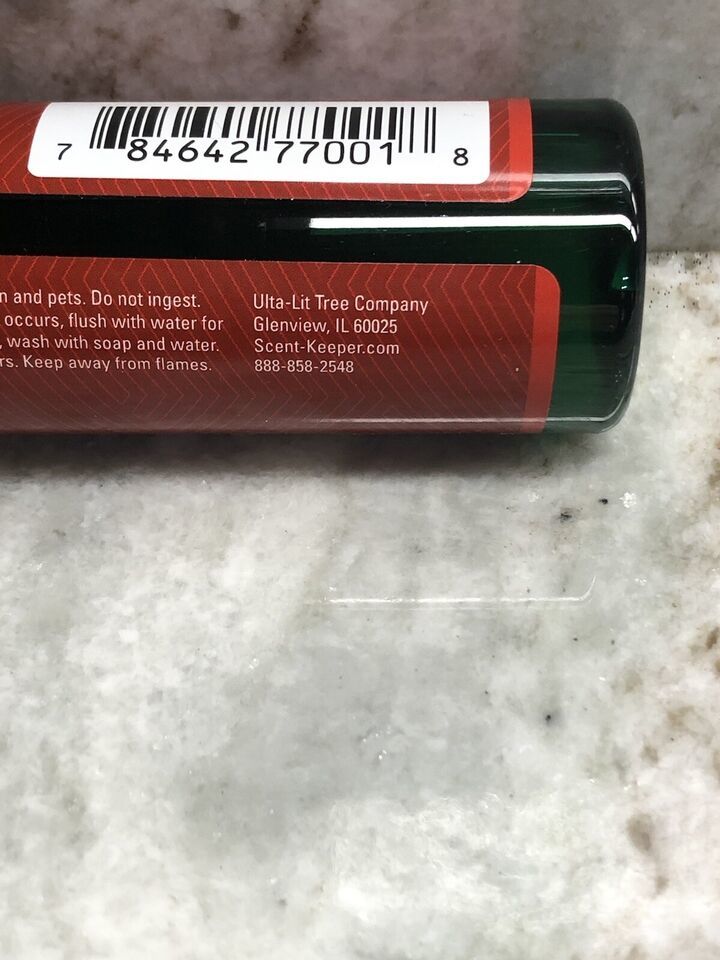 7 84642 77001 8
n and pets. Do not ingest.
occurs, flush with water for
, wash with soap and water.
rs. Keep away from flames.
Ulta-Lit Tree Company
Glenview, IL 60025
Scent-Keeper.com
888-858-2548